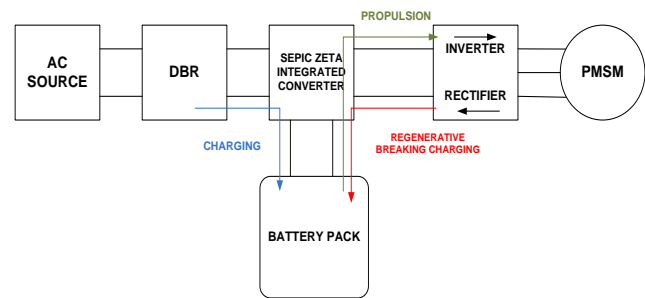 PROPULSION
AC
SOURCE
DBR
SEPIC ZETA
INTEGRATED
CONVERTER
INVERTER
RECTIFIER
PMSM
CHARGING
REGENERATIVE
BREAKING CHARGING
BATTERY PACK